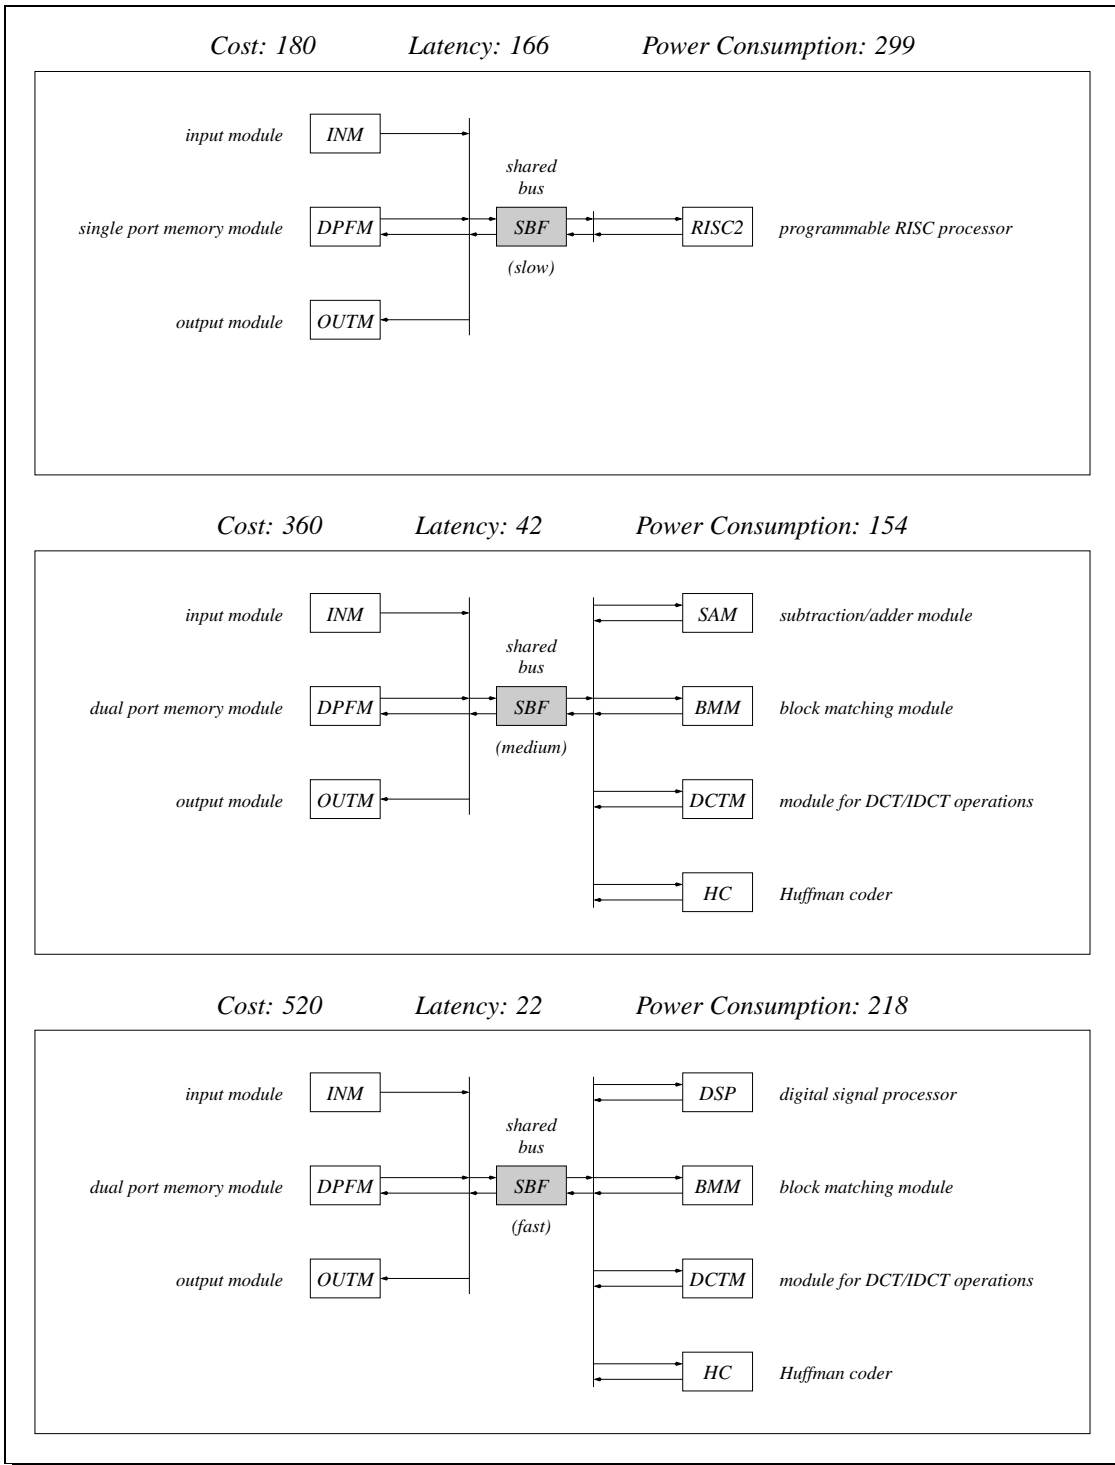 Cost: 180 Latency: 166 Power Consumption: 299
input module INM
shared
bus
single port memory module DPFM SBF RISC2 programmable RISC processor
(slow)
output module OUTM
Cost: 360 Latency: 42 Power Consumption: 154
input module INM SAM subtraction/adder module
shared
bus
dual port memory module DPFM SBF BMM block matching module
(medium)
output module OUTM DCTM module for DCT/IDCT operations
HC Huffman coder
Cost: 520 Latency: 22 Power Consumption: 218
input module INM DSP digital signal processor
shared
bus
dual port memory module DPFM SBF BMM block matching module
(fast)
output module OUTM DCTM module for DCT/IDCT operations
HC Huffman coder